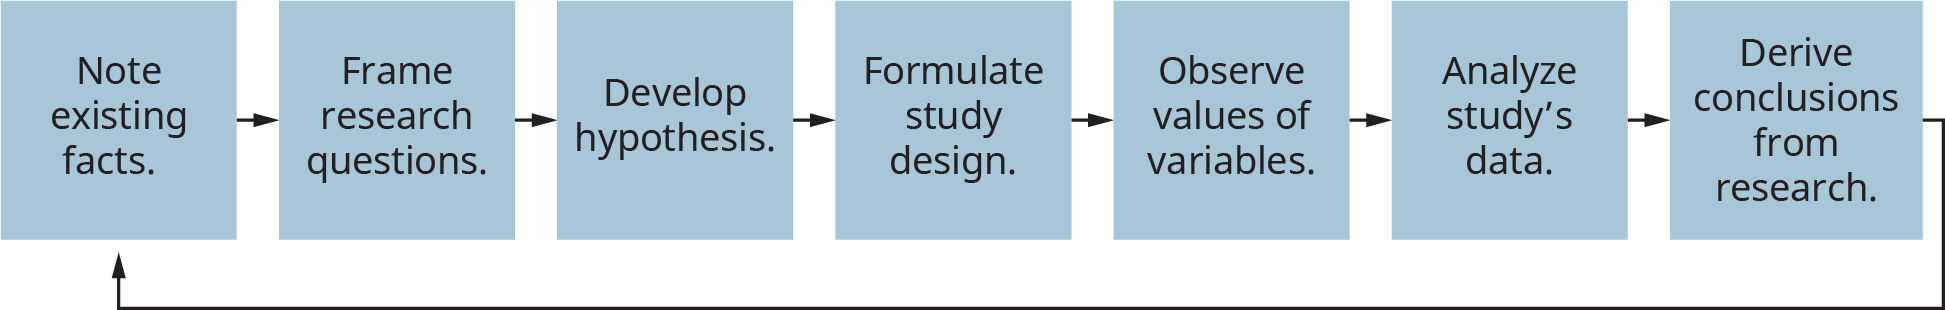 Note
existing
facts.
Frame
research
questions.
Develop
hypothesis.
Formulate
study
design.
Observe
values of
variables.
Analyze
study’s
data.
Derive
conclusions
from
research.